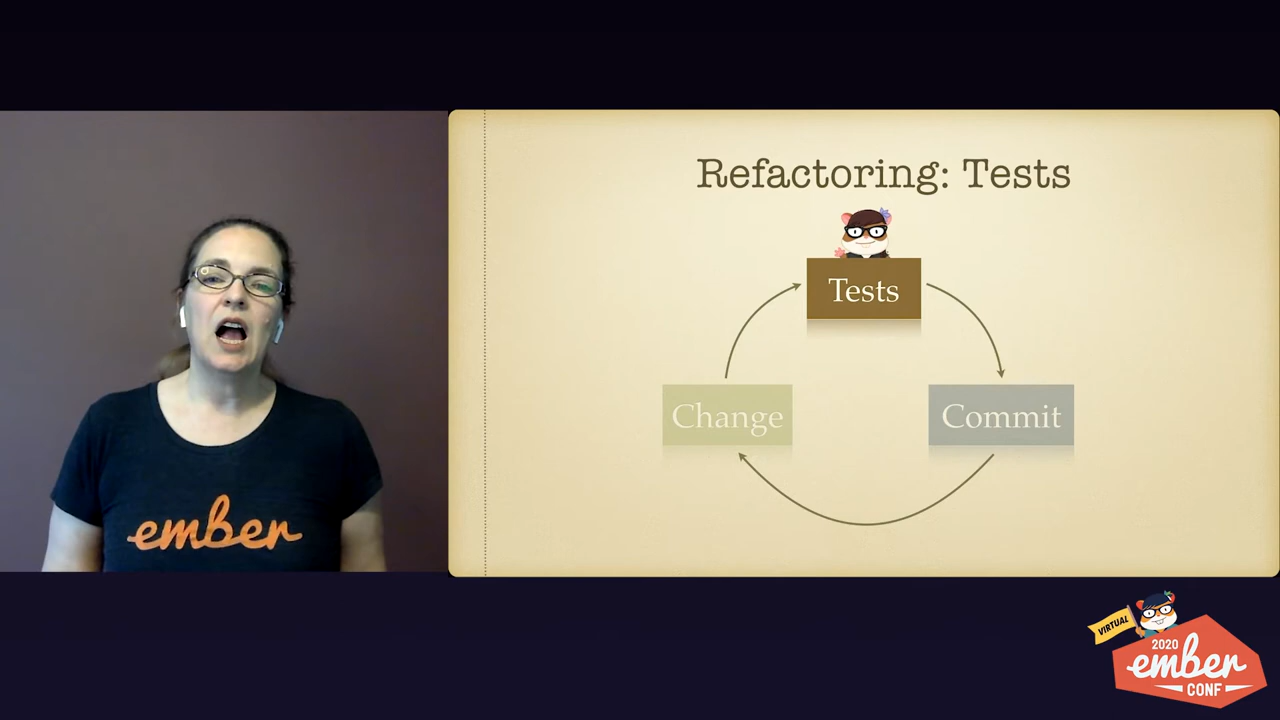 Refactoring: Tests
Tests
Change
Commit
ember
VIRTUAL
2020
ember
CONF